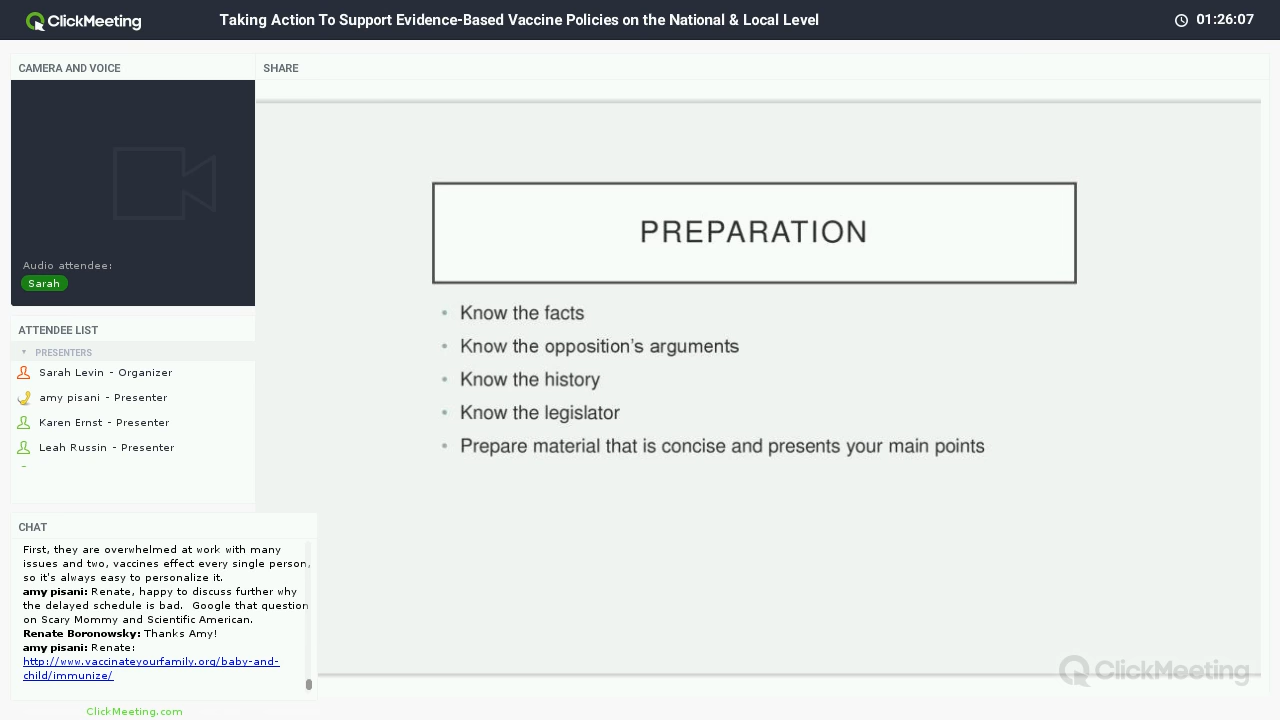 ClickMeeting
Taking Action To Support Evidence-Based Vaccine Policies on the National & Local Level
01:26:07
CAMERA AND VOICE
Audio attendee:
Sarah
ATTENDEE LIST
PRESENTERS
Sarah Levin - Organizer
amy pisani - Presenter
Karen Ernst - Presenter
Leah Russin - Presenter
CHAT
First, they are overwhelmed at work with many
issues and two, vaccines effect every single person,
so it's always easy to personalize it.
amy pisani: Renate, happy to discuss further why
the delayed schedule is bad.  Google that question
on Scary Mommy and Scientific American.
Renate Boronowsky: Thanks Amy!
amy pisani: Renate:
http://www.vaccinateyourfamily.org/baby-and-
child/immunize/
ClickMeeting.com
SHARE
PREPARATION
• Know the facts
• Know the opposition's arguments
• Know the history
• Know the legislator
• Prepare material that is concise and presents your main points
ClickMeeting